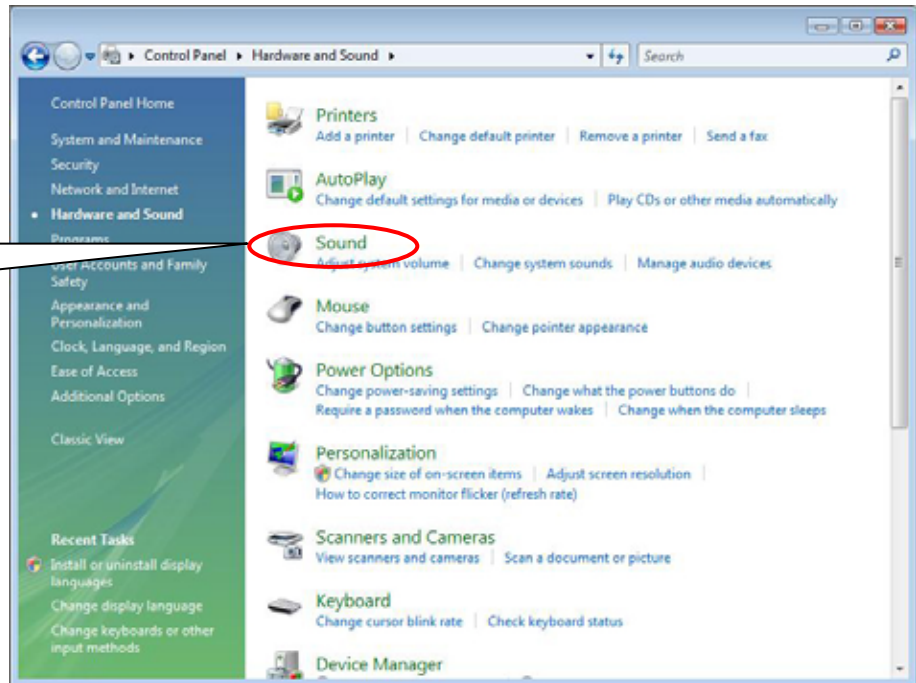 Control Panel Hardware and Sound Search
Control Panel Home
System and Maintenance
Security
Network and Internet
Hardware and Sound
Programs
User Accounts and Family
Safety
Appearance and
Personalization
Clock, Language, and Region
Ease of Access
Additional Options
Classic View
Recent Tasks
Install or uninstall display
languages
Change display language
Change keyboards or other
input methods
Printers
Add a printer Change default printer Remove a printer Send a fax
AutoPlay
Change default settings for media or devices Play CDs or other media automatically
Sound
Adjust system volume Change system sounds Manage audio devices
Mouse
Change button settings Change pointer appearance
Power Options
Change power-saving settings Change what the power buttons do
Require a password when the computer wakes Change when the computer sleeps
Personalization
Change size of on-screen items Adjust screen resolution
How to correct monitor flicker (refresh rate)
Scanners and Cameras
View scanners and cameras Scan a document or picture
Keyboard
Change cursor blink rate Check keyboard status
Device Manager